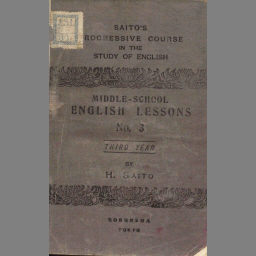 SAITO'S
PROGRESSIVE COURSE
IN THE
STUDY OF ENGLISH
MIDDLE-SCHOOL
ENGLISH LESSONS
No. 3
THIRD YEAR
BY
H. SAITO
KOBUNSHA
TOKYO